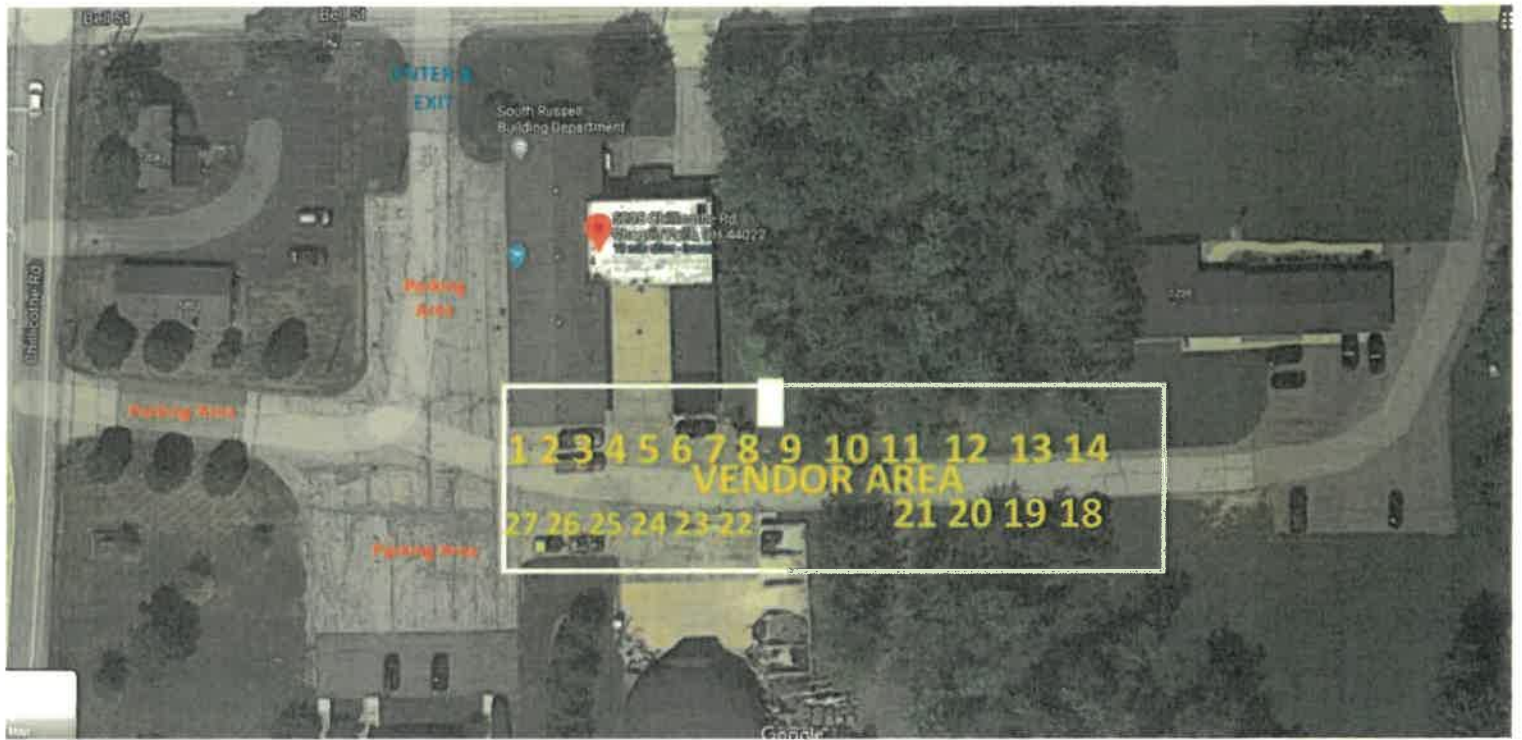 Bell St
Bell St
ENTER &
EXIT
South Russell
Building Department
Chillicothe Rd
Parking
Area
Parking Area
1 2 3 4 5 6 7 8 9 10 11 12 13 14
VENDOR AREA
27 26 25 24 23 22
21 20 19 18
Parking Area
Google
Map